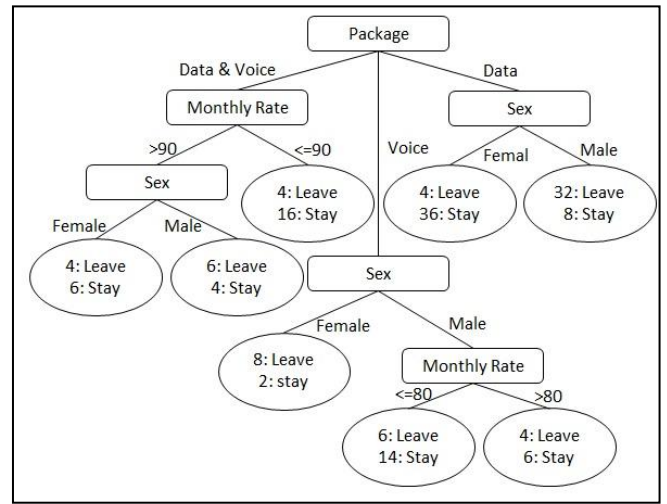 Package
Data & Voice
Data
Monthly Rate
Sex
>90
<=90
Voice
Femal
Male
Sex
4: Leave
16: Stay
4: Leave
36: Stay
32: Leave
8: Stay
Female
Male
4: Leave
6: Stay
6: Leave
4: Stay
Sex
Female
Male
8: Leave
2: stay
Monthly Rate
<=80
>80
6: Leave
14: Stay
4: Leave
6: Stay